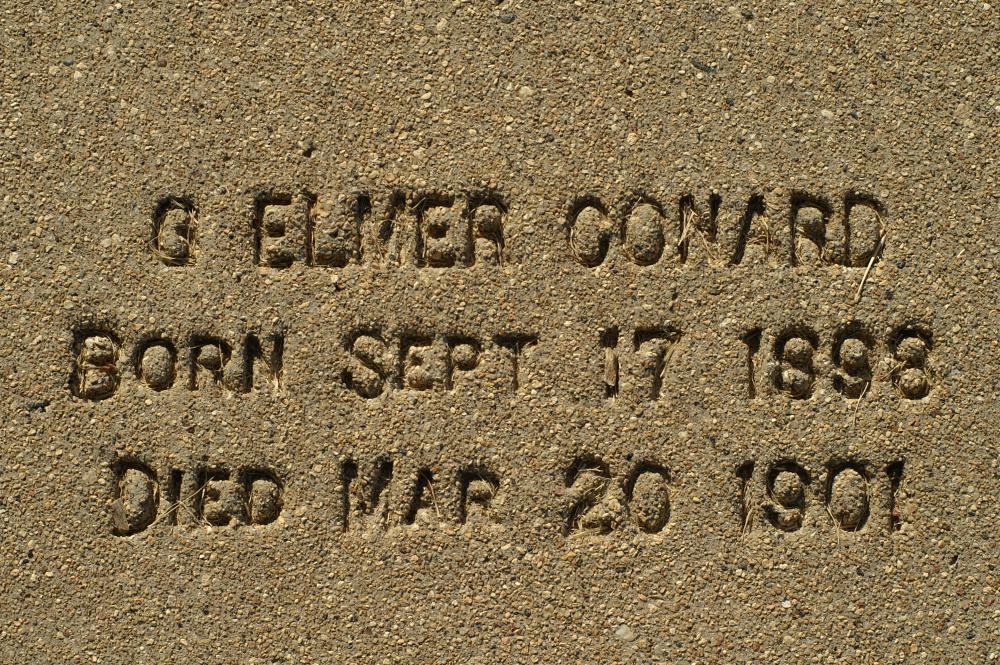 C ELMER CONARD
BORN SEPT 17 1898
DIED MAR 20 1901